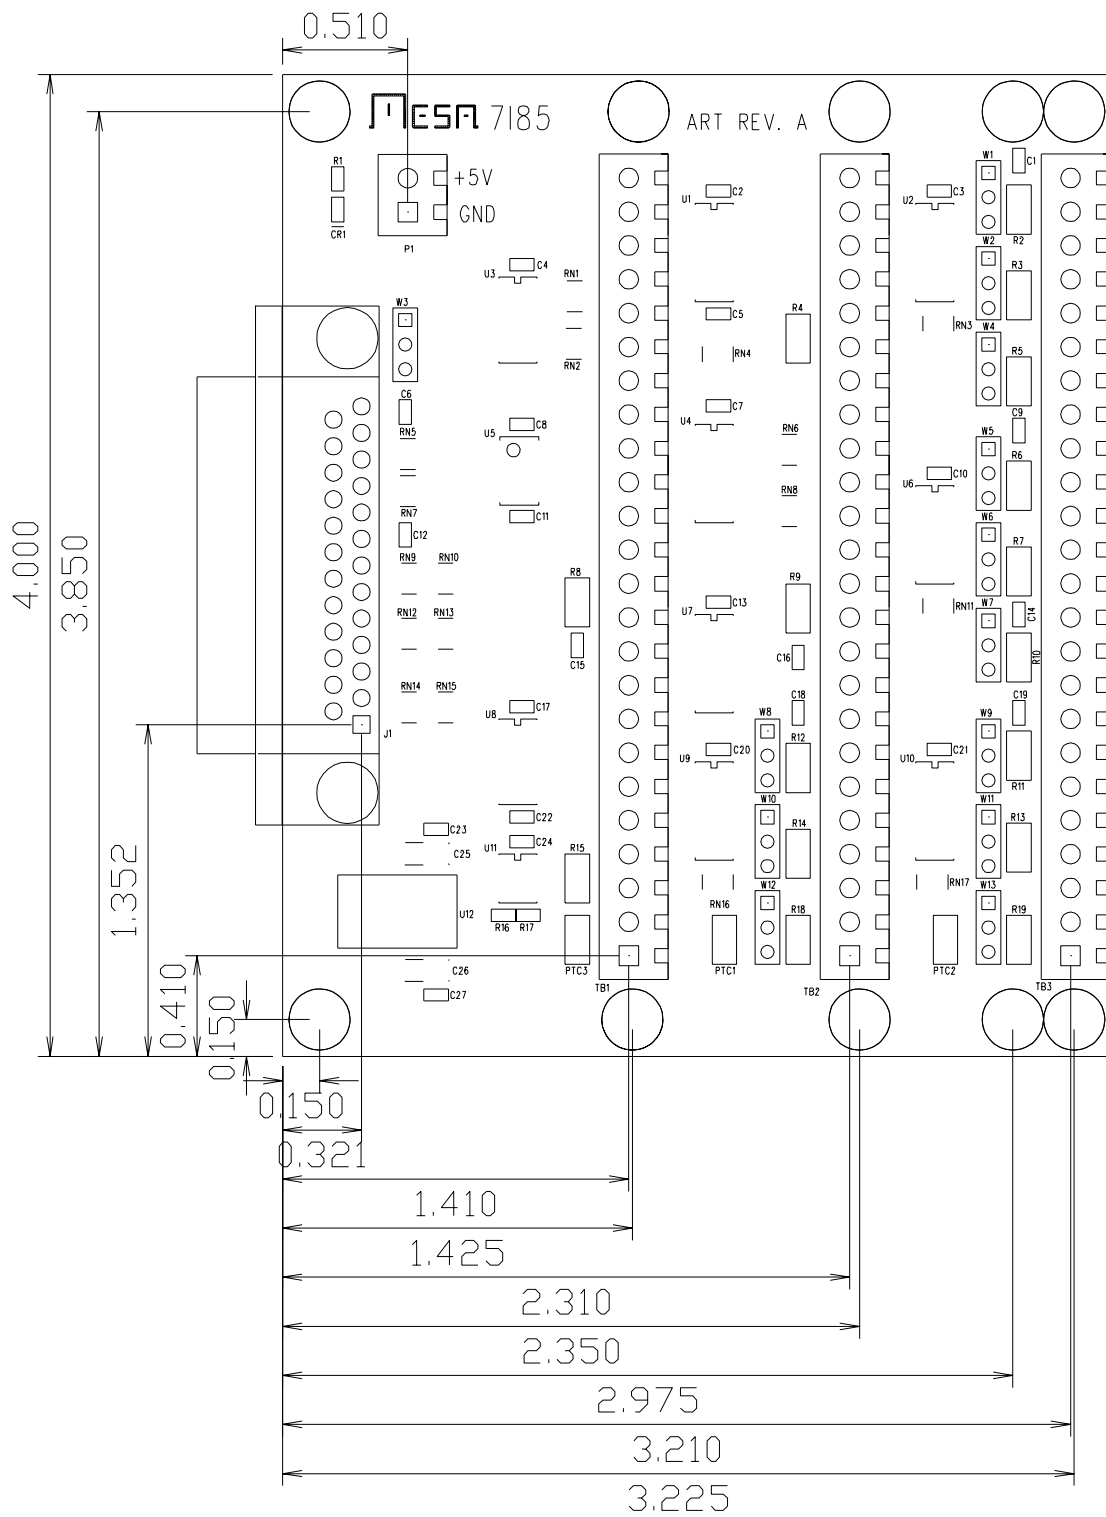 0.510
MESA 7I85
ART REV. A
R1
+5V
GND
CR1
P1
W1
C1
U1
C2
U2
C3
R2
W2
R3
U3
C4
RN1
W3
C5
R4
RN3
W4
RN4
RN2
R5
C6
C7
C9
RN5
U5
C8
U4
RN6
W5
R6
U6
C10
RN8
RN7
C11
W6
C12
R7
RN9
RN10
R8
R9
U7
C13
RN11
W7
C14
RN12
RN13
C15
C16
R10
RN14
RN15
U8
C17
C18
C19
J1
W8
W9
R12
U9
C20
U10
C21
R11
W10
W11
C22
C23
R14
R13
C25
U11
C24
R15
RN16
W12
RN17
W13
U12
R16
R17
R18
R19
C26
PTC3
PTC1
PTC2
C27
TB1
TB2
TB3
4.000
3.850
1.352
0.410
0.150
0.150
0.321
1.410
1.425
2.310
2.350
2.975
3.210
3.225